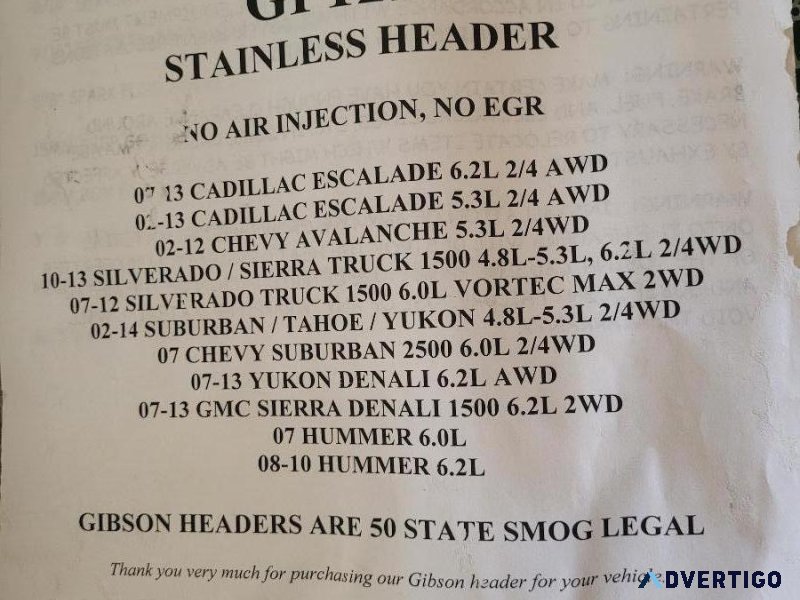 STAINLESS HEADER
NO AIR INJECTION, NO EGR
07-13 CADILLAC ESCALADE 6.2L 2/4 AWD
02-13 CADILLAC ESCALADE 5.3L 2/4 AWD
02-12 CHEVY AVALANCHE 5.3L 2/4WD
10-13 SILVERADO / SIERRA TRUCK 1500 4.8L-5.3L, 6.2L 2/4WD
07-12 SILVERADO TRUCK 1500 6.0L VORTEC MAX 2WD
02-14 SUBURBAN / TAHOE / YUKON 4.8L-5.3L 2/4WD
07 CHEVY SUBURBAN 2500 6.0L 2/4WD
07-13 YUKON DENALI 6.2L AWD
07-13 GMC SIERRA DENALI 1500 6.2L 2WD
07 HUMMER 6.0L
08-10 HUMMER 6.2L
GIBSON HEADERS ARE 50 STATE SMOG LEGAL
Thank you very much for purchasing our Gibson header for your vehicle.
ADVERTIGO